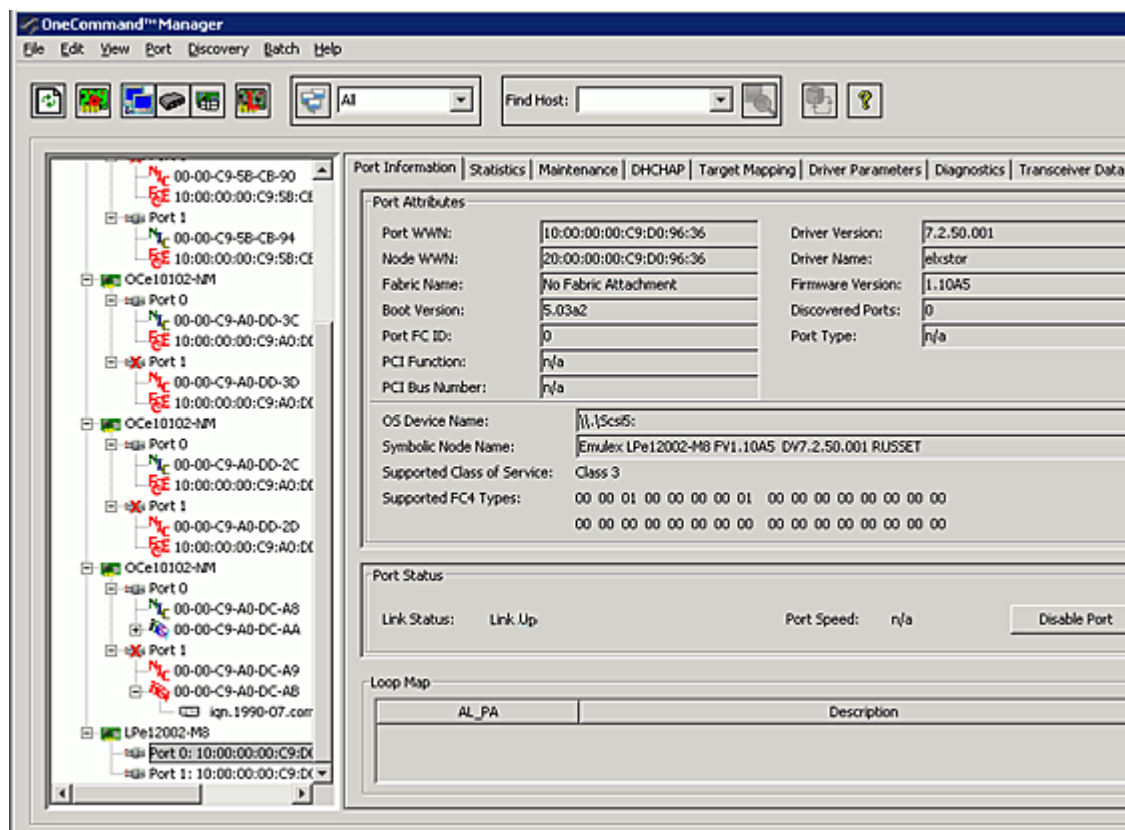 OneCommand™ Manager
File Edit View Port Discovery Batch Help
All Find Host:
00-00-C9-5B-CB-90
10:00:00:00:C9:5B:CB
Port 1
00-00-C9-5B-CB-94
10:00:00:00:C9:5B:CB
OCe10102-NM
Port 0
00-00-C9-A0-DD-3C
10:00:00:00:C9:A0:DD
Port 1
00-00-C9-A0-DD-3D
10:00:00:00:C9:A0:DD
OCe10102-NM
Port 0
00-00-C9-A0-DD-2C
10:00:00:00:C9:A0:DD
Port 1
00-00-C9-A0-DD-2D
10:00:00:00:C9:A0:DD
OCe10102-NM
Port 0
00-00-C9-A0-DC-A8
00-00-C9-A0-DC-AA
Port 1
00-00-C9-A0-DC-A9
00-00-C9-A0-DC-AB
iqn.1990-07.com
LPe12002-M8
Port 0: 10:00:00:00:C9:D0
Port 1: 10:00:00:00:C9:D0
Port Information Statistics Maintenance DHCHAP Target Mapping Driver Parameters Diagnostics Transceiver Data
Port Attributes
Port WWN: 10:00:00:00:C9:D0:96:36 Driver Version: 7.2.50.001
Node WWN: 20:00:00:00:C9:D0:96:36 Driver Name: elxstor
Fabric Name: No Fabric Attachment Firmware Version: 1.10A5
Boot Version: 5.03a2 Discovered Ports: 0
Port FC ID: 0 Port Type: n/a
PCI Function: n/a
PCI Bus Number: n/a
OS Device Name: \\.\Scsi5:
Symbolic Node Name: Emulex LPe12002-M8 FV1.10A5 DV7.2.50.001 RUSSET
Supported Class of Service: Class 3
Supported FC4 Types: 00 00 01 00 00 00 00 01 00 00 00 00 00 00 00 00
00 00 00 00 00 00 00 00 00 00 00 00 00 00 00 00
Port Status
Link Status: Link Up Port Speed: n/a Disable Port
Loop Map
AL_PA Description